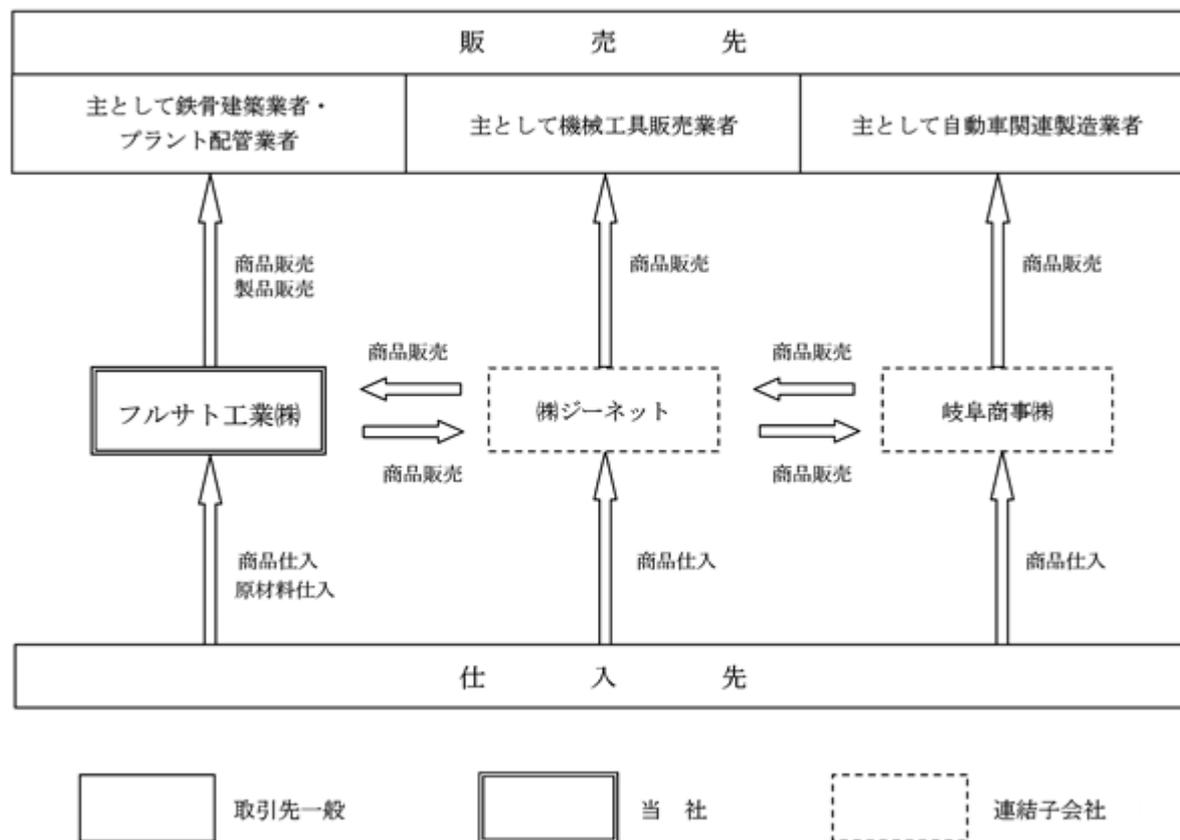 販売先
主として鉄骨建築業者・
プラント配管業者
主として機械工具販売業者
主として自動車関連製造業者
商品販売
製品販売
商品販売
商品販売
商品販売
商品販売
フルサト工業㈱
㈱ジーネット
岐阜商事㈱
商品販売
商品販売
商品仕入
原材料仕入
商品仕入
商品仕入
仕入先
取引先一般
当社
連結子会社